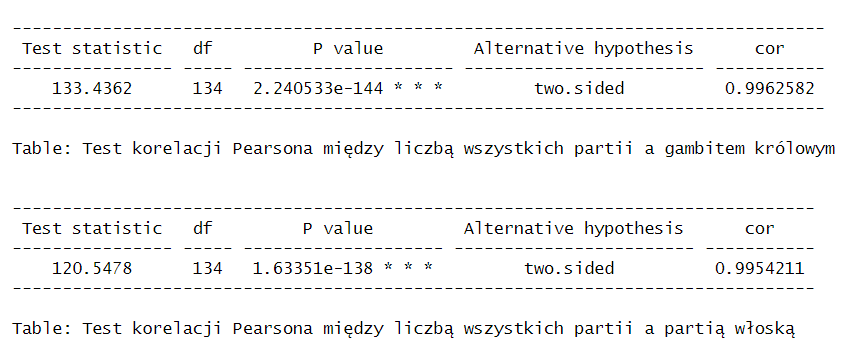 ---------------------------------------------------------------------------------
 Test statistic   df          P value           Alternative hypothesis      cor
---------------- ----- --------------------- ------------------------ -----------
    133.4362      134   2.240533e-144 * * *         two.sided          0.9962582
---------------------------------------------------------------------------------
Table: Test korelacji Pearsona między liczbą wszystkich partii a gambitem królowym
--------------------------------------------------------------------------------
 Test statistic   df         P value          Alternative hypothesis      cor
---------------- ----- -------------------- ------------------------ -----------
    120.5478      134   1.63351e-138 * * *         two.sided          0.9954211
--------------------------------------------------------------------------------
Table: Test korelacji Pearsona między liczbą wszystkich partii a partią włoską